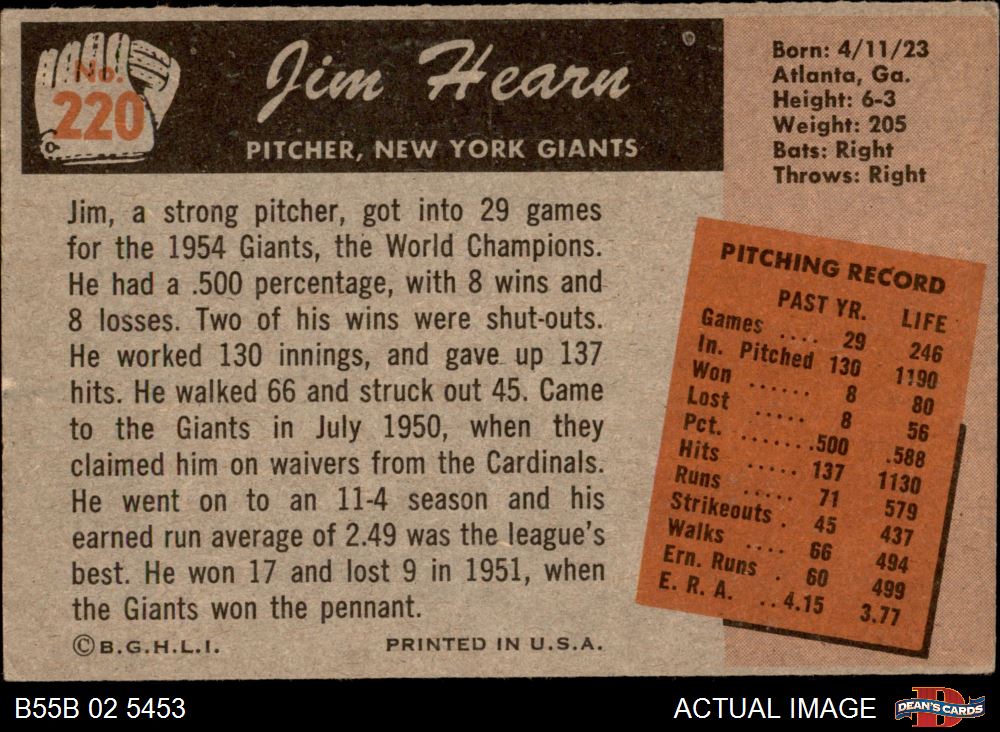 No.
220
Jim Hearn
PITCHER, NEW YORK GIANTS
Born: 4/11/23
Atlanta, Ga.
Height: 6-3
Weight: 205
Bats: Right
Throws: Right
Jim, a strong pitcher, got into 29 games
for the 1954 Giants, the World Champions.
He had a .500 percentage, with 8 wins and
8 losses. Two of his wins were shut-outs.
He worked 130 innings, and gave up 137
hits. He walked 66 and struck out 45. Came
to the Giants in July 1950, when they
claimed him on waivers from the Cardinals.
He went on to an 11-4 season and his
earned run average of 2.49 was the league's
best. He won 17 and lost 9 in 1951, when
the Giants won the pennant.
©B.G.H.L.I. PRINTED IN U.S.A.
PITCHING RECORD
PAST YR. LIFE
Games .... 29 246
In. Pitched 130 1190
Won ..... 8 80
Lost ..... 8 56
Pct. .......500 .588
Hits ..... 137 1130
Runs ..... 71 579
Strikeouts . 45 437
Walks .... 66 494
Ern. Runs . 60 499
E. R. A. ..4.15 3.77
B55B 02 5453
ACTUAL IMAGE
D
DEAN'S CARDS